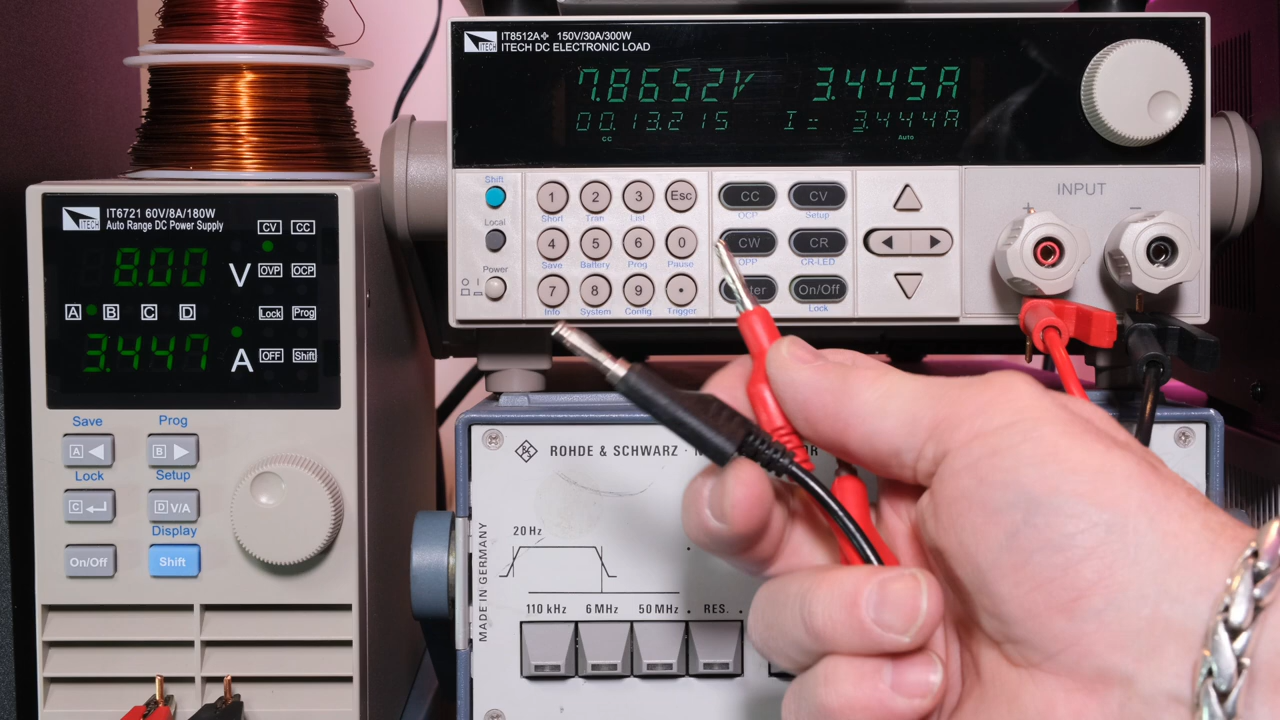 ITECH
IT8512A+ 150V/30A/300W
ITECH DC ELECTRONIC LOAD
7.8652V 3.445A
00.13.215 I = 3.444A
CC Auto
Shift
Local
Power
1 2 3 Esc
Short Tran List
4 5 6 0
Save Battery Prog Pause
7 8 9 •
Info System Config Trigger
CC CV
OCP Setup
CW CR
OPP CR-LED
On/Off
Lock
INPUT
+ −
ITECH
IT6721 60V/8A/180W
Auto Range DC Power Supply
CV CC
8.00 V
OVP OCP
A B C D
Lock Prog
3.447 A
OFF Shift
Save Prog
A B
Lock Setup
C D V/A
Display
On/Off Shift
ROHDE & SCHWARZ ·
MADE IN GERMANY
20 Hz
110 kHz 6 MHz 50 MHz RES.